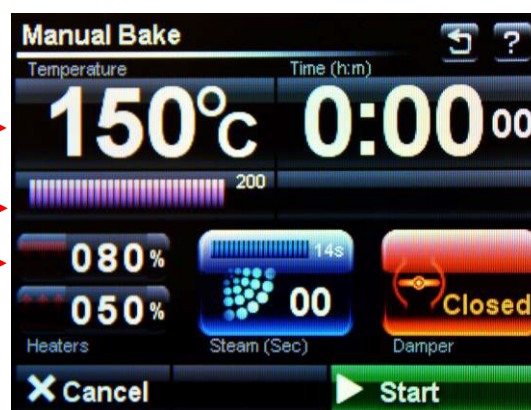 Manual Bake ?
Temperature Time (h:m)
150°C 0:00 00
200
080%
14s
050% 00 Closed
Heaters Steam (Sec) Damper
Cancel Start